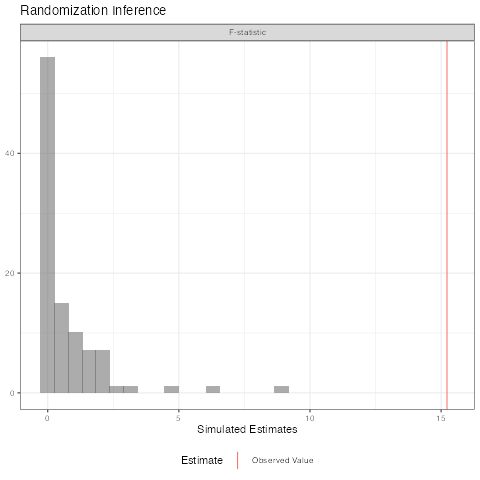 Randomization Inference
F-statistic
40
20
0
0
5
10
15
Simulated Estimates
Estimate
Observed Value